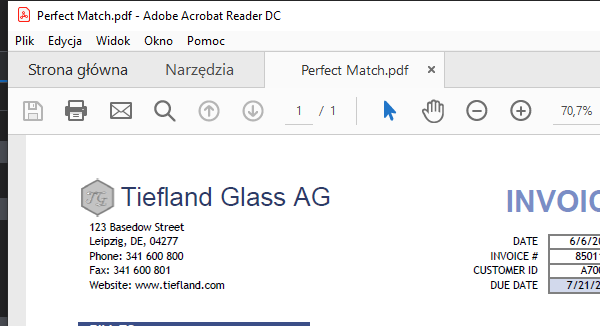 Perfect Match.pdf - Adobe Acrobat Reader DC
Plik Edycja Widok Okno Pomoc
Strona główna Narzędzia Perfect Match.pdf ×
1 / 1 70,7%
TG Tiefland Glass AG
123 Basedow Street
Leipzig, DE, 04277
Phone: 341 600 800
Fax: 341 600 801
Website: www.tiefland.com
INVOIC
DATE 6/6/20
INVOICE # 8501
CUSTOMER ID A700
DUE DATE 7/21/2